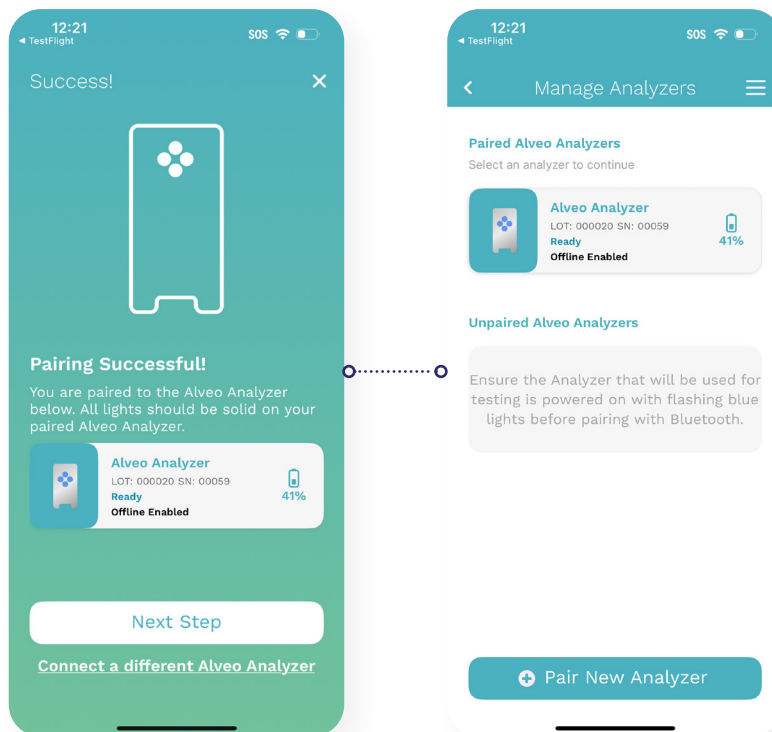 12:21
SOS
◀ TestFlight
Success!
Pairing Successful!
You are paired to the Alveo Analyzer
below. All lights should be solid on your
paired Alveo Analyzer.
Alveo Analyzer
LOT: 000020 SN: 00059
Ready
41%
Offline Enabled
Next Step
Connect a different Alveo Analyzer
12:21
SOS
◀ TestFlight
Manage Analyzers
Paired Alveo Analyzers
Select an analyzer to continue
Alveo Analyzer
LOT: 000020 SN: 00059
Ready
41%
Offline Enabled
Unpaired Alveo Analyzers
Ensure the Analyzer that will be used for
testing is powered on with flashing blue
lights before pairing with Bluetooth.
Pair New Analyzer